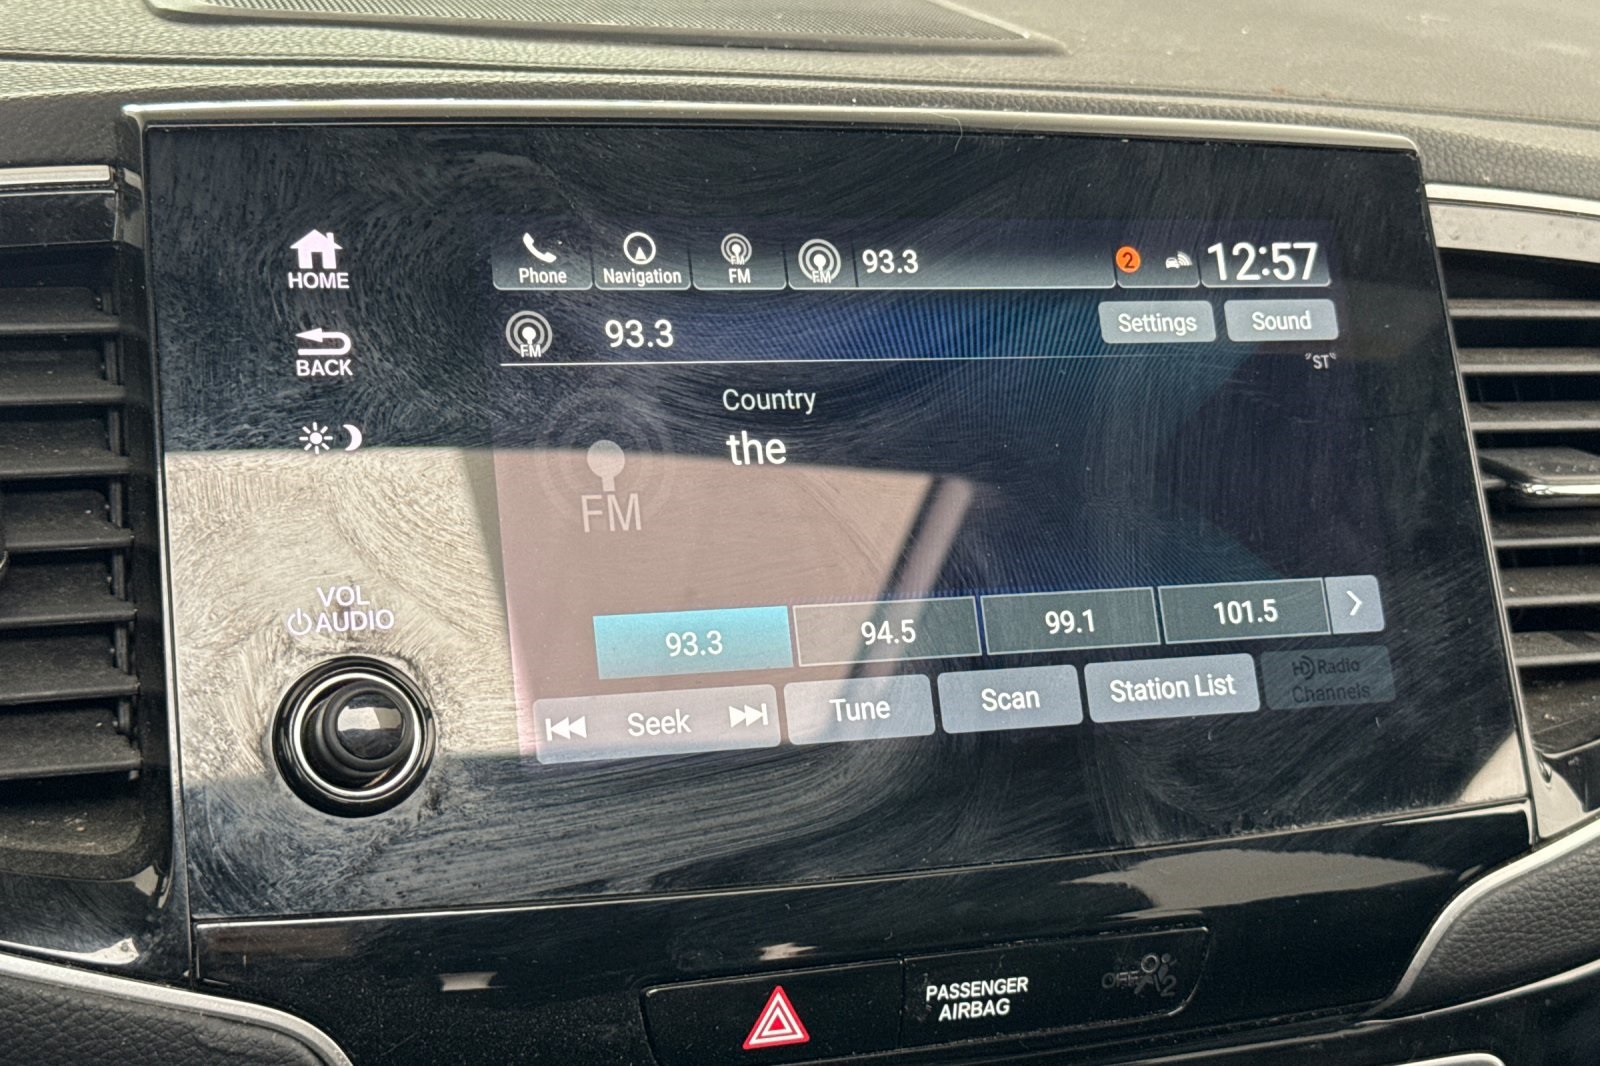 HOME
Phone
Navigation
FM
FM
93.3
2
12:57
FM
93.3
Settings
Sound
"ST"
BACK
Country
the
FM
VOL
AUDIO
93.3
94.5
99.1
101.5
Seek
Tune
Scan
Station List
HD Radio
Channels
PASSENGER
AIRBAG
OFF
2